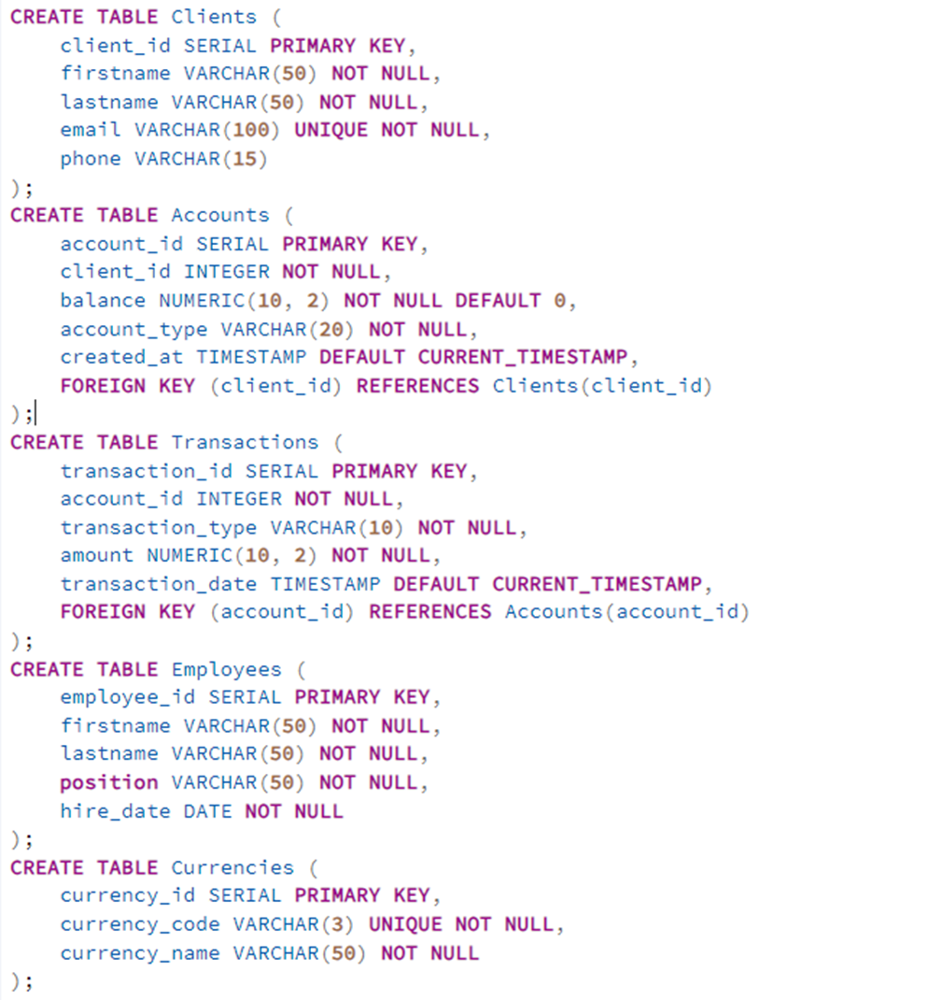 CREATE TABLE Clients (
    client_id SERIAL PRIMARY KEY,
    firstname VARCHAR(50) NOT NULL,
    lastname VARCHAR(50) NOT NULL,
    email VARCHAR(100) UNIQUE NOT NULL,
    phone VARCHAR(15)
);
CREATE TABLE Accounts (
    account_id SERIAL PRIMARY KEY,
    client_id INTEGER NOT NULL,
    balance NUMERIC(10, 2) NOT NULL DEFAULT 0,
    account_type VARCHAR(20) NOT NULL,
    created_at TIMESTAMP DEFAULT CURRENT_TIMESTAMP,
    FOREIGN KEY (client_id) REFERENCES Clients(client_id)
);
CREATE TABLE Transactions (
    transaction_id SERIAL PRIMARY KEY,
    account_id INTEGER NOT NULL,
    transaction_type VARCHAR(10) NOT NULL,
    amount NUMERIC(10, 2) NOT NULL,
    transaction_date TIMESTAMP DEFAULT CURRENT_TIMESTAMP,
    FOREIGN KEY (account_id) REFERENCES Accounts(account_id)
);
CREATE TABLE Employees (
    employee_id SERIAL PRIMARY KEY,
    firstname VARCHAR(50) NOT NULL,
    lastname VARCHAR(50) NOT NULL,
    position VARCHAR(50) NOT NULL,
    hire_date DATE NOT NULL
);
CREATE TABLE Currencies (
    currency_id SERIAL PRIMARY KEY,
    currency_code VARCHAR(3) UNIQUE NOT NULL,
    currency_name VARCHAR(50) NOT NULL
);